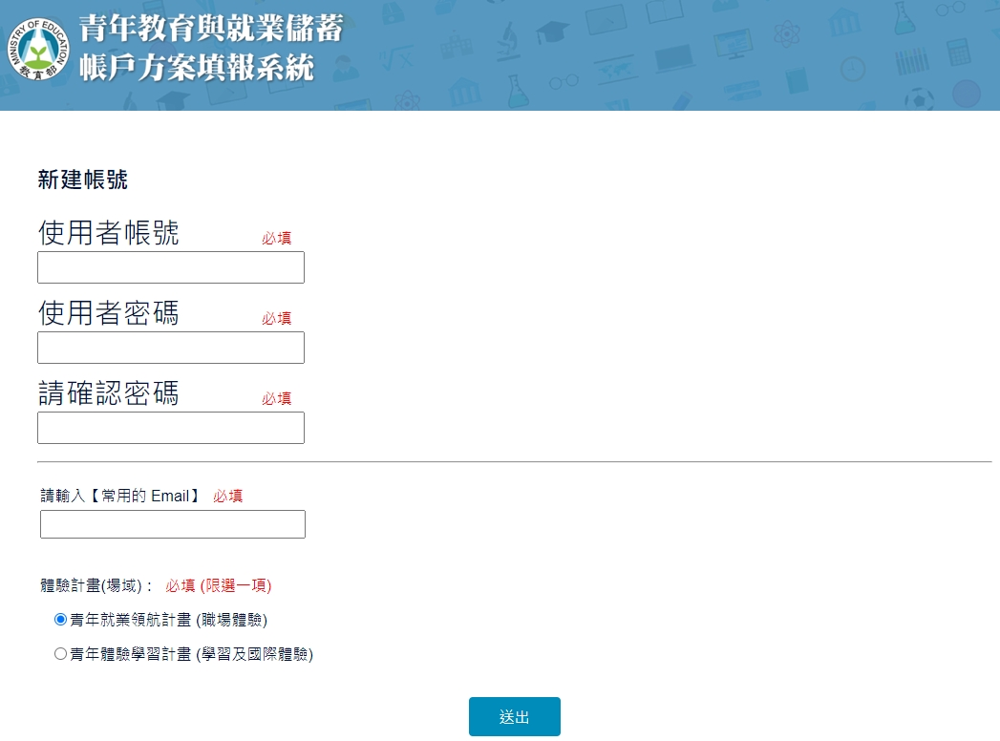 MINISTRY OF EDUCATION
教育部
青年教育與就業儲蓄
帳戶方案填報系統
新建帳號
使用者帳號 必填
使用者密碼 必填
請確認密碼 必填
請輸入【常用的 Email】 必填
體驗計畫(場域)： 必填 (限選一項)
青年就業領航計畫 (職場體驗)
青年體驗學習計畫 (學習及國際體驗)
送出